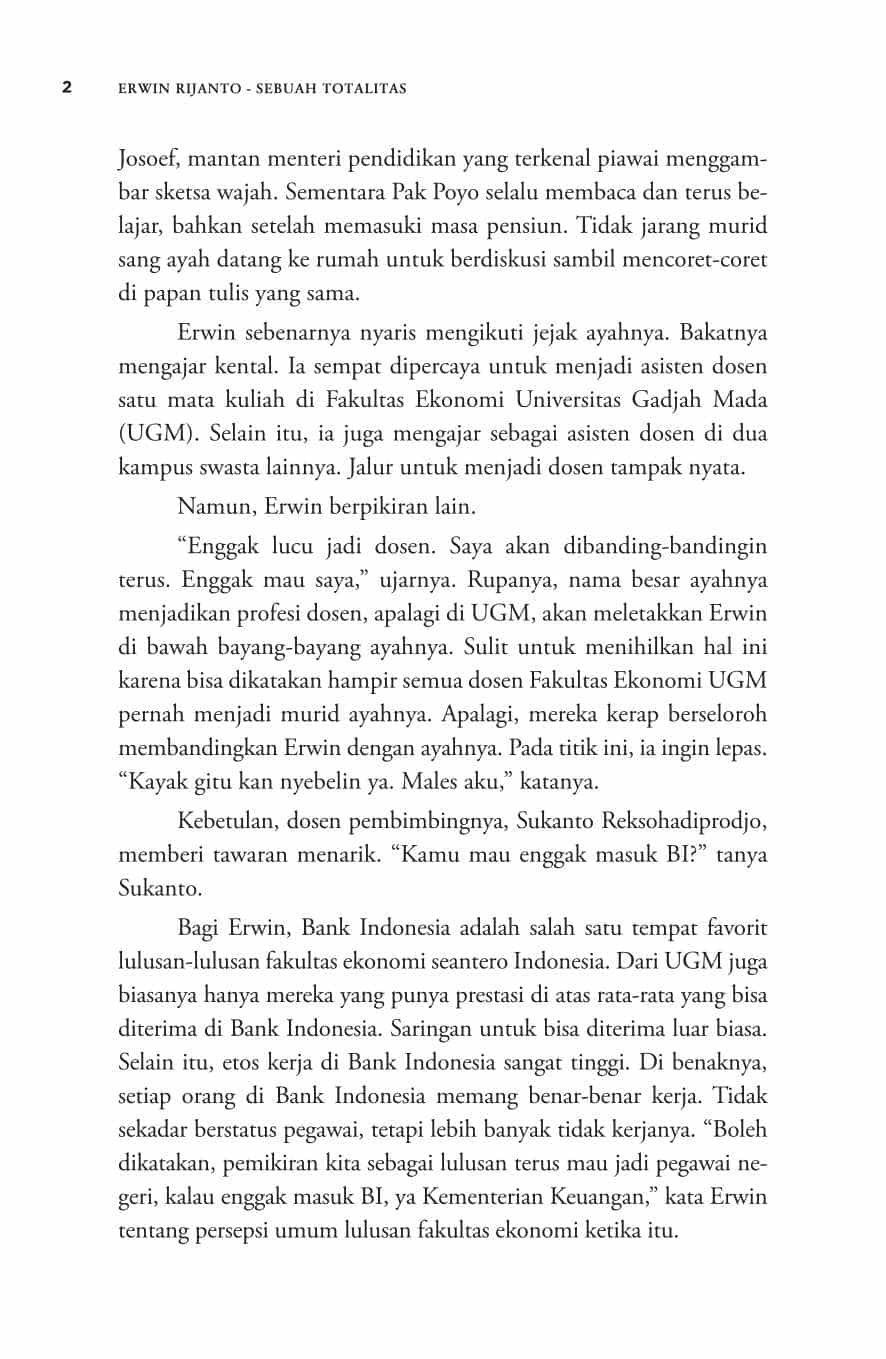 2 ERWIN RIJANTO - SEBUAH TOTALITAS
Josoef, mantan menteri pendidikan yang terkenal piawai menggam-
bar sketsa wajah. Sementara Pak Poyo selalu membaca dan terus be-
lajar, bahkan setelah memasuki masa pensiun. Tidak jarang murid
sang ayah datang ke rumah untuk berdiskusi sambil mencoret-coret
di papan tulis yang sama.
Erwin sebenarnya nyaris mengikuti jejak ayahnya. Bakatnya
mengajar kental. Ia sempat dipercaya untuk menjadi asisten dosen
satu mata kuliah di Fakultas Ekonomi Universitas Gadjah Mada
(UGM). Selain itu, ia juga mengajar sebagai asisten dosen di dua
kampus swasta lainnya. Jalur untuk menjadi dosen tampak nyata.
Namun, Erwin berpikiran lain.
“Enggak lucu jadi dosen. Saya akan dibanding-bandingin
terus. Enggak mau saya,” ujarnya. Rupanya, nama besar ayahnya
menjadikan profesi dosen, apalagi di UGM, akan meletakkan Erwin
di bawah bayang-bayang ayahnya. Sulit untuk menihilkan hal ini
karena bisa dikatakan hampir semua dosen Fakultas Ekonomi UGM
pernah menjadi murid ayahnya. Apalagi, mereka kerap berseloroh
membandingkan Erwin dengan ayahnya. Pada titik ini, ia ingin lepas.
“Kayak gitu kan nyebelin ya. Males aku,” katanya.
Kebetulan, dosen pembimbingnya, Sukanto Reksohadiprodjo,
memberi tawaran menarik. “Kamu mau enggak masuk BI?” tanya
Sukanto.
Bagi Erwin, Bank Indonesia adalah salah satu tempat favorit
lulusan-lulusan fakultas ekonomi seantero Indonesia. Dari UGM juga
biasanya hanya mereka yang punya prestasi di atas rata-rata yang bisa
diterima di Bank Indonesia. Saringan untuk bisa diterima luar biasa.
Selain itu, etos kerja di Bank Indonesia sangat tinggi. Di benaknya,
setiap orang di Bank Indonesia memang benar-benar kerja. Tidak
sekadar berstatus pegawai, tetapi lebih banyak tidak kerjanya. “Boleh
dikatakan, pemikiran kita sebagai lulusan terus mau jadi pegawai ne-
geri, kalau enggak masuk BI, ya Kementerian Keuangan,” kata Erwin
tentang persepsi umum lulusan fakultas ekonomi ketika itu.